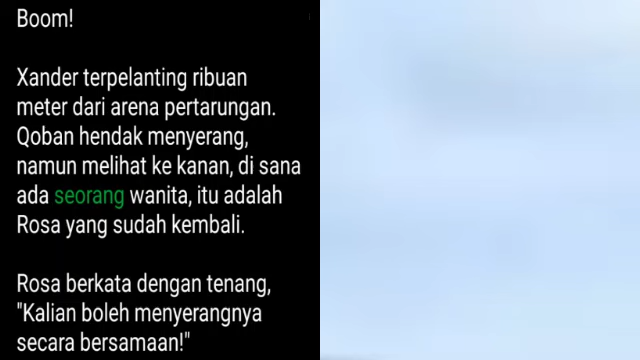 Boom!
Xander terpelanting ribuan
meter dari arena pertarungan.
Qoban hendak menyerang,
namun melihat ke kanan, di sana
ada seorang wanita, itu adalah
Rosa yang sudah kembali.
Rosa berkata dengan tenang,
"Kalian boleh menyerangnya
secara bersamaan!"